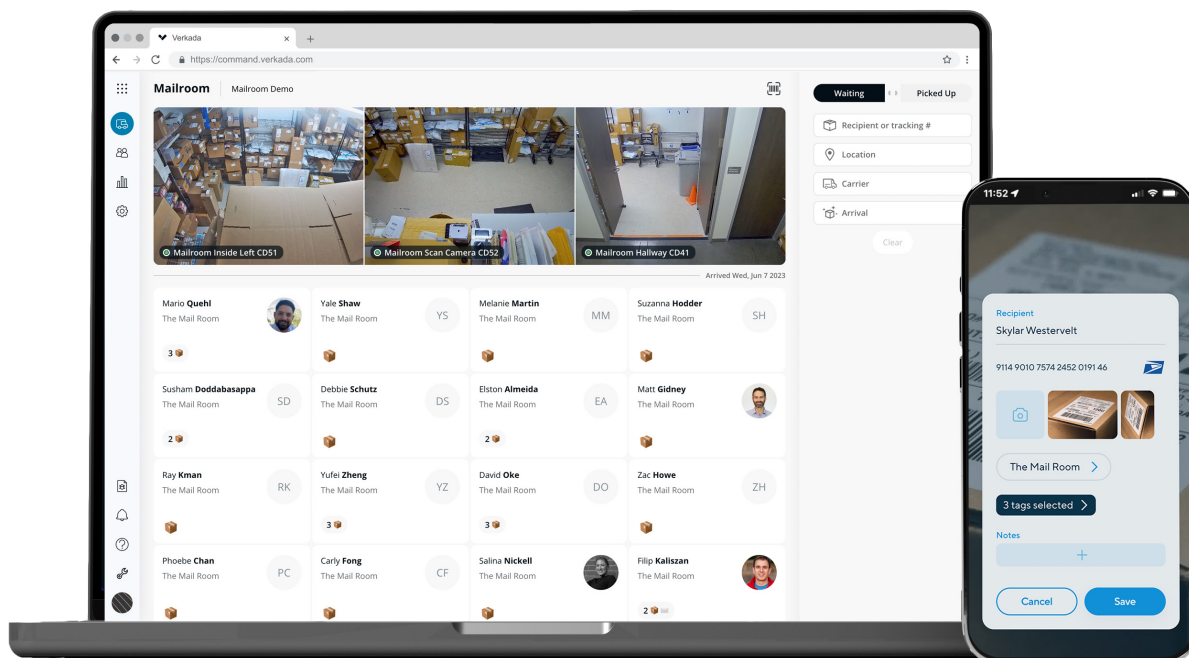 Verkada
https://command.verkada.com
Mailroom
Mailroom Demo
Mailroom Inside Left CD51
Mailroom Scan Camera CD52
Mailroom Hallway CD41
Arrived Wed, Jun 7 2023
Mario Quehl
The Mail Room
3
Yale Shaw
The Mail Room
YS
Melanie Martin
The Mail Room
MM
Suzanna Hodder
The Mail Room
SH
Susham Doddabasappa
The Mail Room
SD
2
Debbie Schutz
The Mail Room
DS
Elston Almeida
The Mail Room
EA
2
Matt Gidney
The Mail Room
Ray Kman
The Mail Room
RK
Yufei Zheng
The Mail Room
YZ
3
David Oke
The Mail Room
DO
3
Zac Howe
The Mail Room
ZH
Phoebe Chan
The Mail Room
PC
Carly Fong
The Mail Room
CF
Salina Nickell
The Mail Room
Filip Kaliszan
The Mail Room
2
Waiting
Picked Up
Recipient or tracking #
Location
Carrier
Arrival
Clear
11:52
Recipient
Skylar Westervelt
9114 9010 7574 2452 0191 46
The Mail Room
3 tags selected
Notes
Cancel
Save